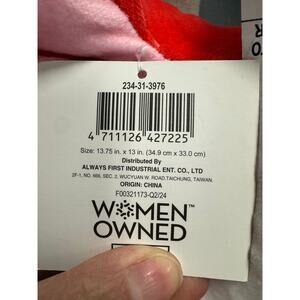 234-31-3976
4 711126 427225
Size: 13.75 in. x 13 in. (34.9 cm x 33.0 cm)
Distributed By
ALWAYS FIRST INDUSTRIAL ENT. CO., LTD
2F-1, NO. 965, SEC. 2, WUCYUAN W. ROAD,TAICHUNG, TAIWAN.
ORIGIN: CHINA
F00321173-Q2/24
WOMEN™
OWNED